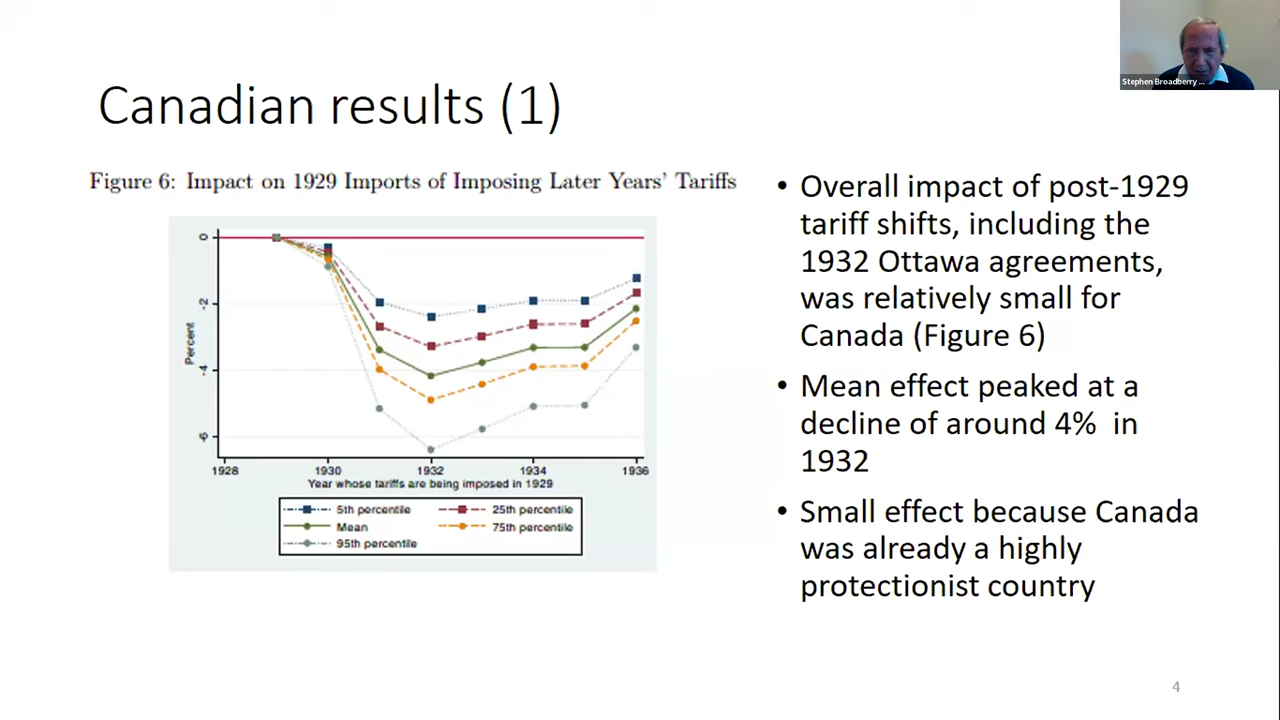 Stephen Broadberry ...
Canadian results (1)
Figure 6: Impact on 1929 Imports of Imposing Later Years' Tariffs
0
-2
-4
-6
Percent
1928
1930
1932
1934
1936
Year whose tariffs are being imposed in 1929
5th percentile
25th percentile
Mean
75th percentile
95th percentile
• Overall impact of post-1929
tariff shifts, including the
1932 Ottawa agreements,
was relatively small for
Canada (Figure 6)
• Mean effect peaked at a
decline of around 4% in
1932
• Small effect because Canada
was already a highly
protectionist country
4